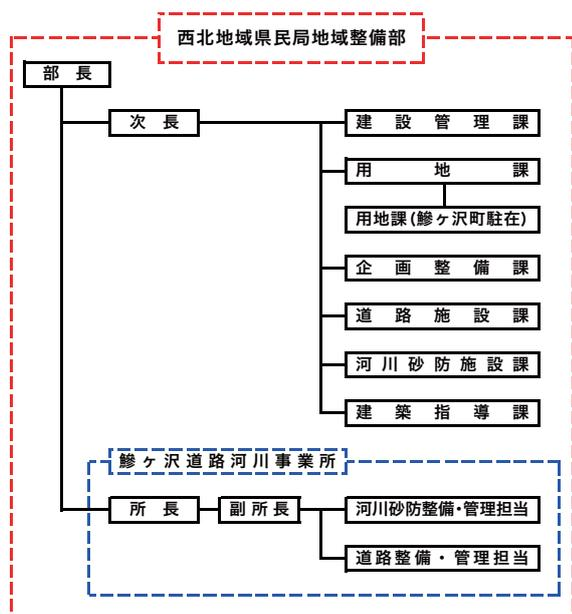 西北地域県民局地域整備部
部長
次長
建設管理課
用地課
用地課(鰺ヶ沢町駐在)
企画整備課
道路施設課
河川砂防施設課
建築指導課
鰺ヶ沢道路河川事業所
所長
副所長
河川砂防整備・管理担当
道路整備・管理担当